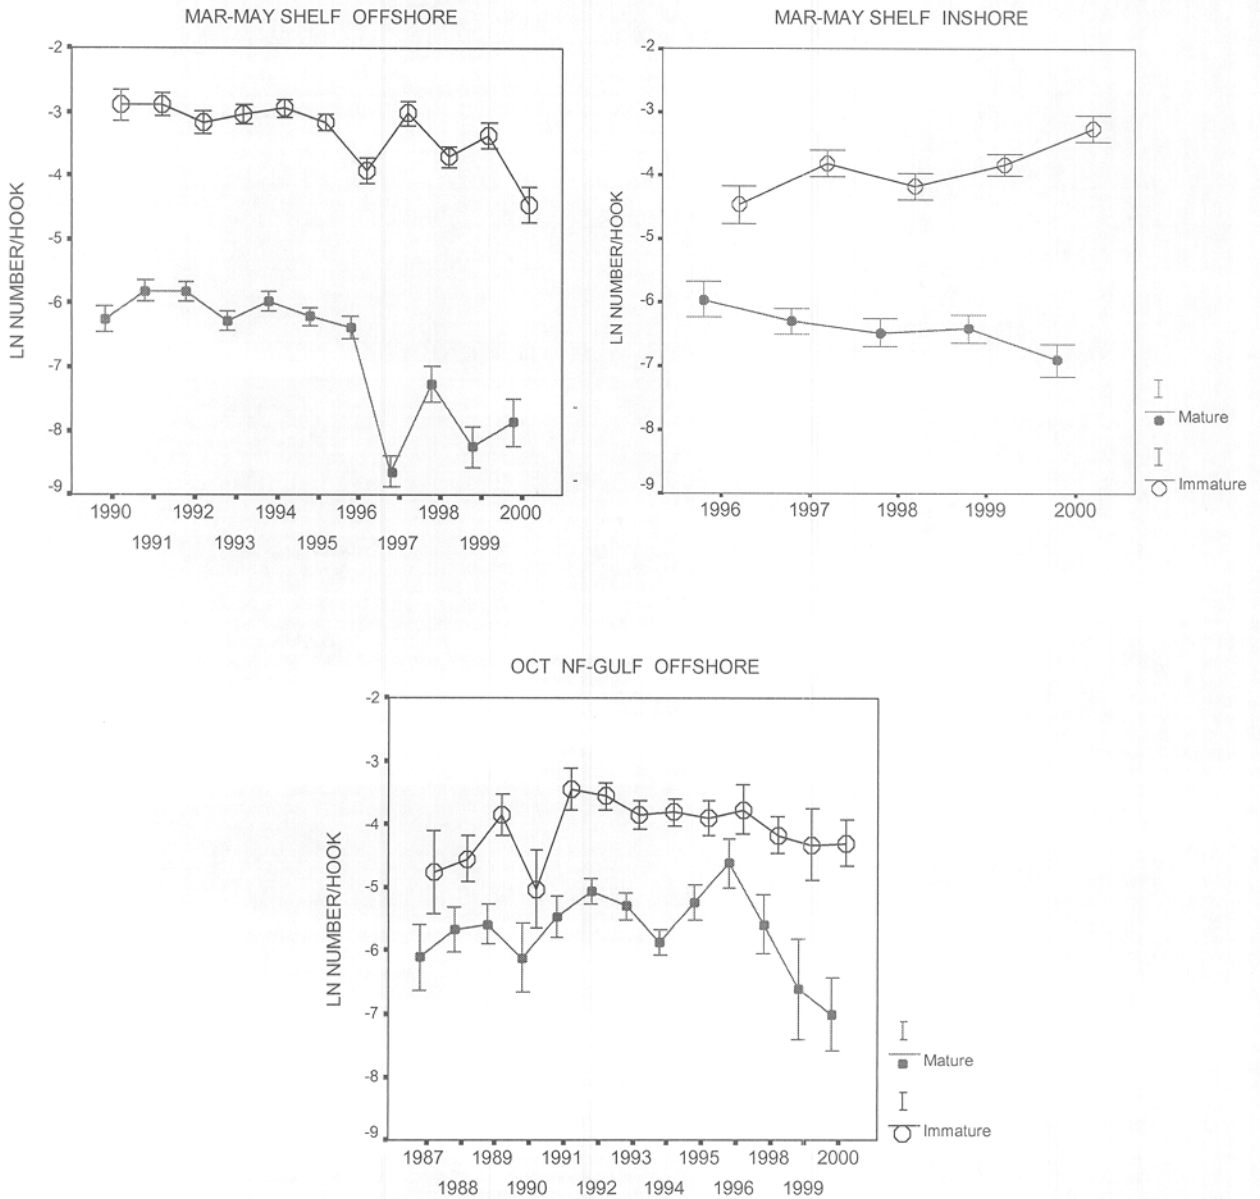 MAR-MAY SHELF OFFSHORE
LN NUMBER/HOOK
-2
-3
-4
-5
-6
-7
-8
-9
1990 1992 1994 1996 1998 2000
1991 1993 1995 1997 1999
MAR-MAY SHELF INSHORE
LN NUMBER/HOOK
-2
-3
-4
-5
-6
-7
-8
-9
1996 1997 1998 1999 2000
Mature
Immature
OCT NF-GULF OFFSHORE
LN NUMBER/HOOK
-2
-3
-4
-5
-6
-7
-8
-9
1987 1989 1991 1993 1995 1998 2000
1988 1990 1992 1994 1996 1999
Mature
Immature